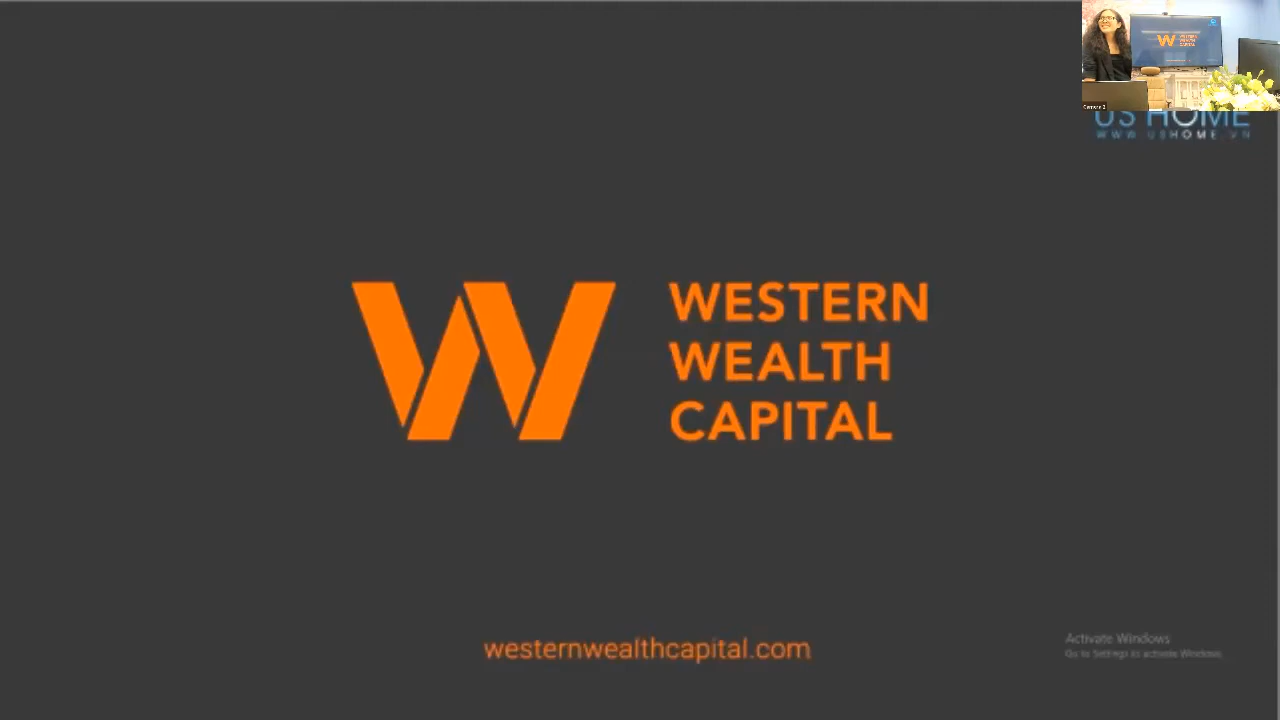 US HOME
WWW.USHOME.VN
WESTERN
WEALTH
CAPITAL
westernwealthcapital.com
Activate Windows
Go to Settings to activate Windows.